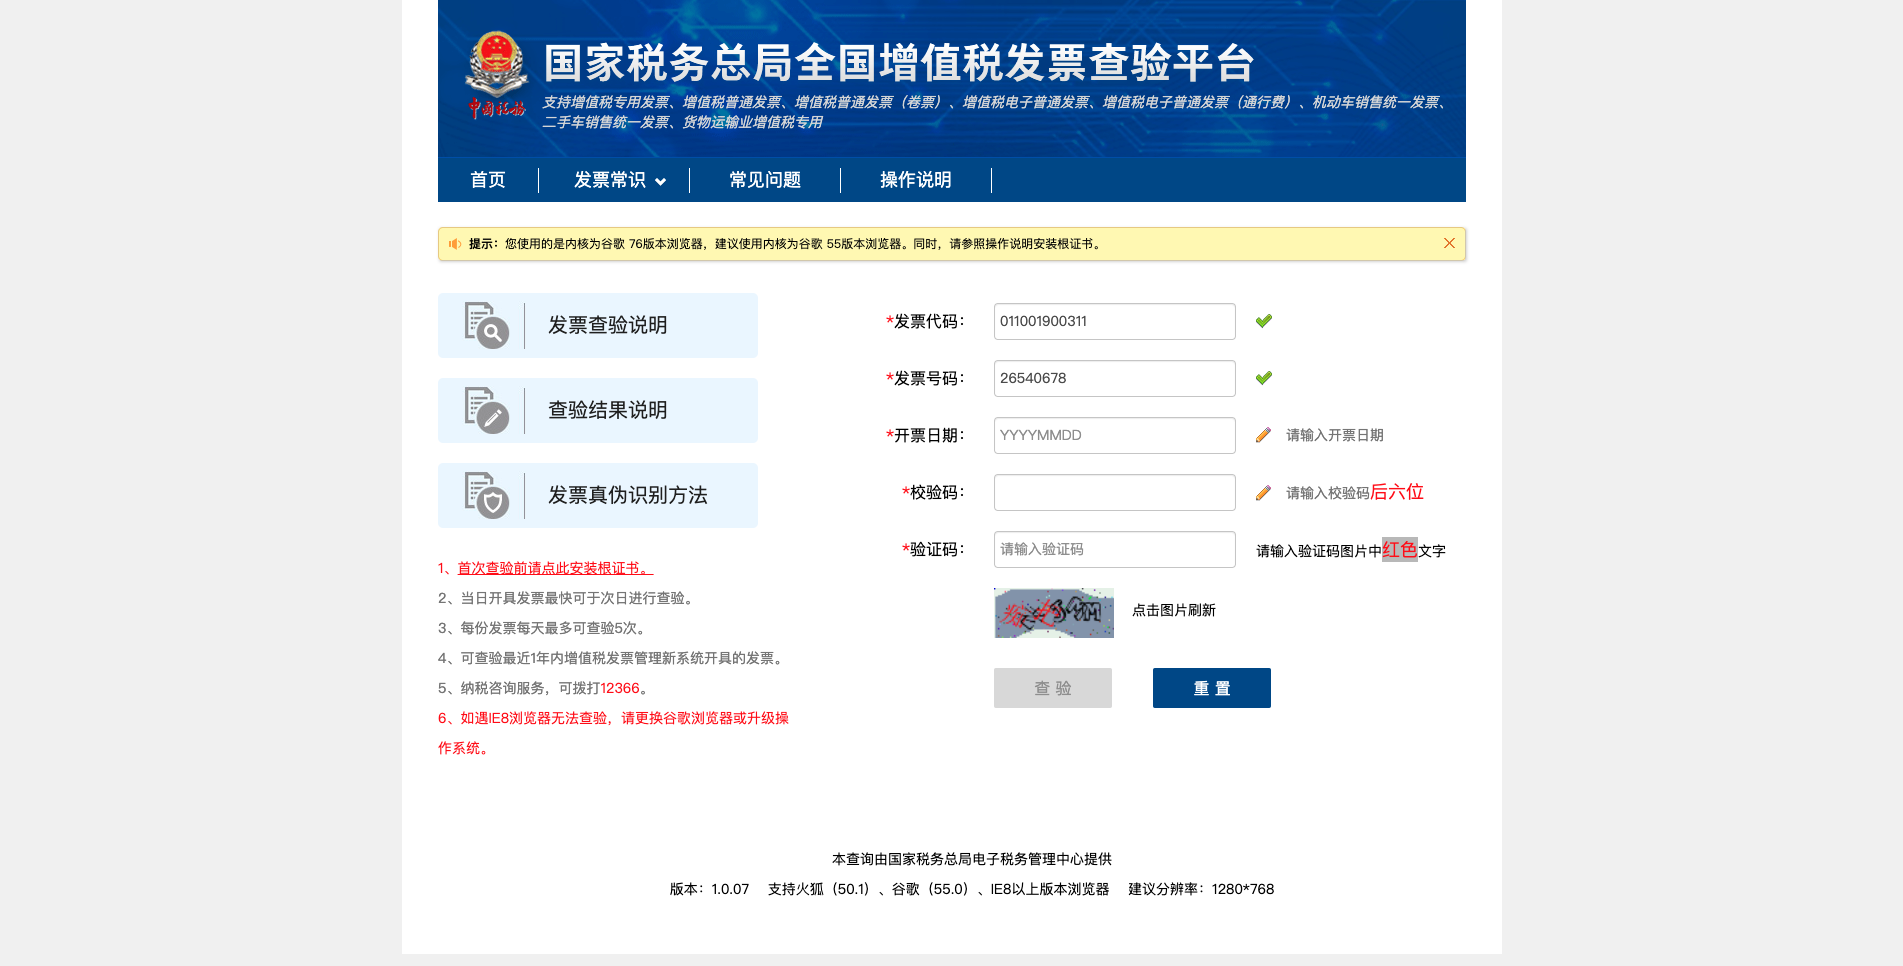 国家税务总局全国增值税发票查验平台
中国税务
支持增值税专用发票、增值税普通发票、增值税普通发票（卷票）、增值税电子普通发票、增值税电子普通发票（通行费）、机动车销售统一发票、
二手车销售统一发票、货物运输业增值税专用
首页 发票常识 常见问题 操作说明
提示：您使用的是内核为谷歌 76版本浏览器，建议使用内核为谷歌 55版本浏览器。同时，请参照操作说明安装根证书。
发票查验说明
查验结果说明
发票真伪识别方法
1、首次查验前请点此安装根证书。
2、当日开具发票最快可于次日进行查验。
3、每份发票每天最多可查验5次。
4、可查验最近1年内增值税发票管理新系统开具的发票。
5、纳税咨询服务，可拨打12366。
6、如遇IE8浏览器无法查验，请更换谷歌浏览器或升级操
作系统。
*发票代码： 011001900311
*发票号码： 26540678
*开票日期： YYYYMMDD 请输入开票日期
*校验码： 请输入校验码后六位
*验证码： 请输入验证码 请输入验证码图片中红色文字
点击图片刷新
查 验 重 置
本查询由国家税务总局电子税务管理中心提供
版本：1.0.07 支持火狐（50.1）、谷歌（55.0）、IE8以上版本浏览器 建议分辨率：1280*768